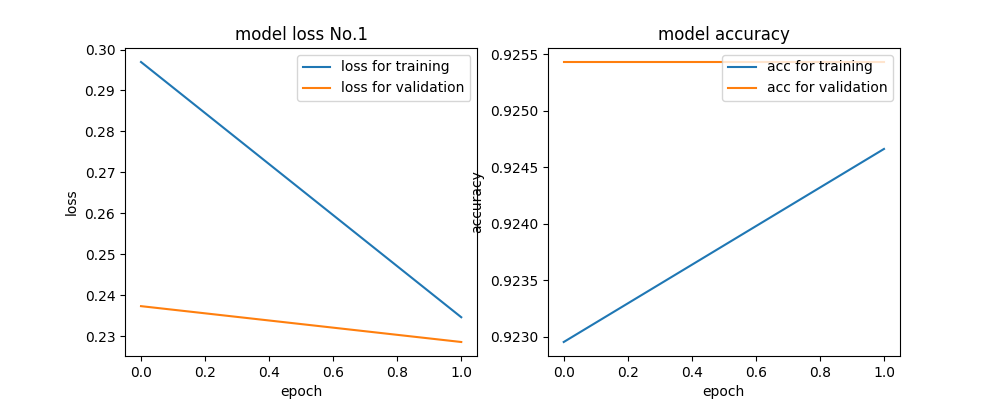 model loss No.1
0.30
0.29
0.28
0.27
0.26
0.25
0.24
0.23
loss
loss for training
loss for validation
0.0 0.2 0.4 0.6 0.8 1.0
epoch
model accuracy
0.9255
0.9250
0.9245
0.9240
0.9235
0.9230
accuracy
acc for training
acc for validation
0.0 0.2 0.4 0.6 0.8 1.0
epoch